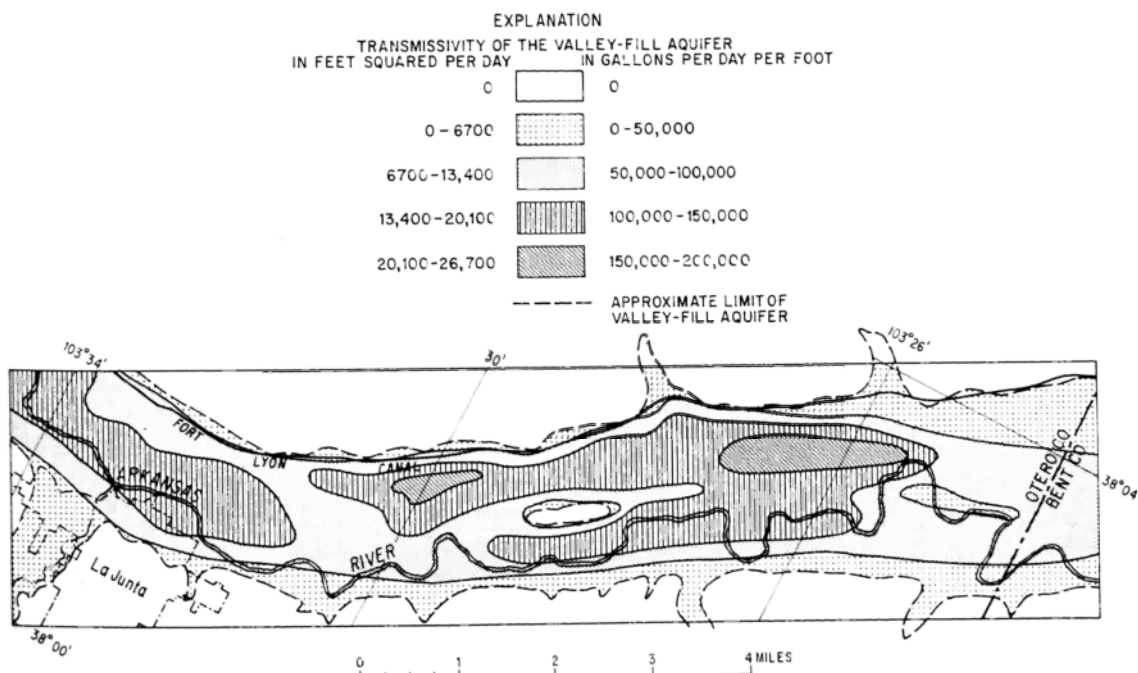 EXPLANATION
TRANSMISSIVITY OF THE VALLEY-FILL AQUIFER
IN FEET SQUARED PER DAY IN GALLONS PER DAY PER FOOT
0 0
0-6700 0-50,000
6700-13,400 50,000-100,000
13,400-20,100 100,000-150,000
20,100-26,700 150,000-200,000
APPROXIMATE LIMIT OF
VALLEY-FILL AQUIFER
103°34'
30'
103°26'
FORT
LYON
CANAL
ARKANSAS
RIVER
La Junta
OTERO CO
BENT CO
38°04'
38°00'
0 1 2 3 4 MILES